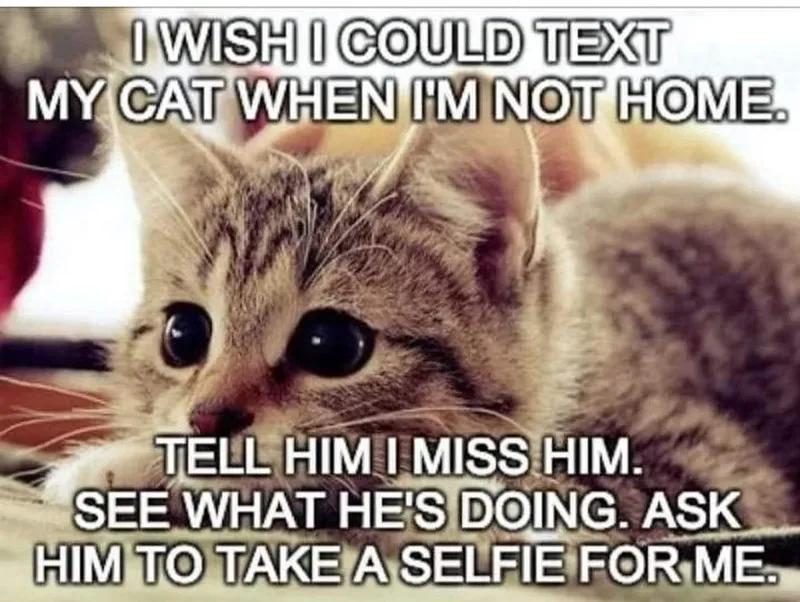 I WISH I COULD TEXT
MY CAT WHEN I'M NOT HOME.
TELL HIM I MISS HIM.
SEE WHAT HE'S DOING. ASK
HIM TO TAKE A SELFIE FOR ME.